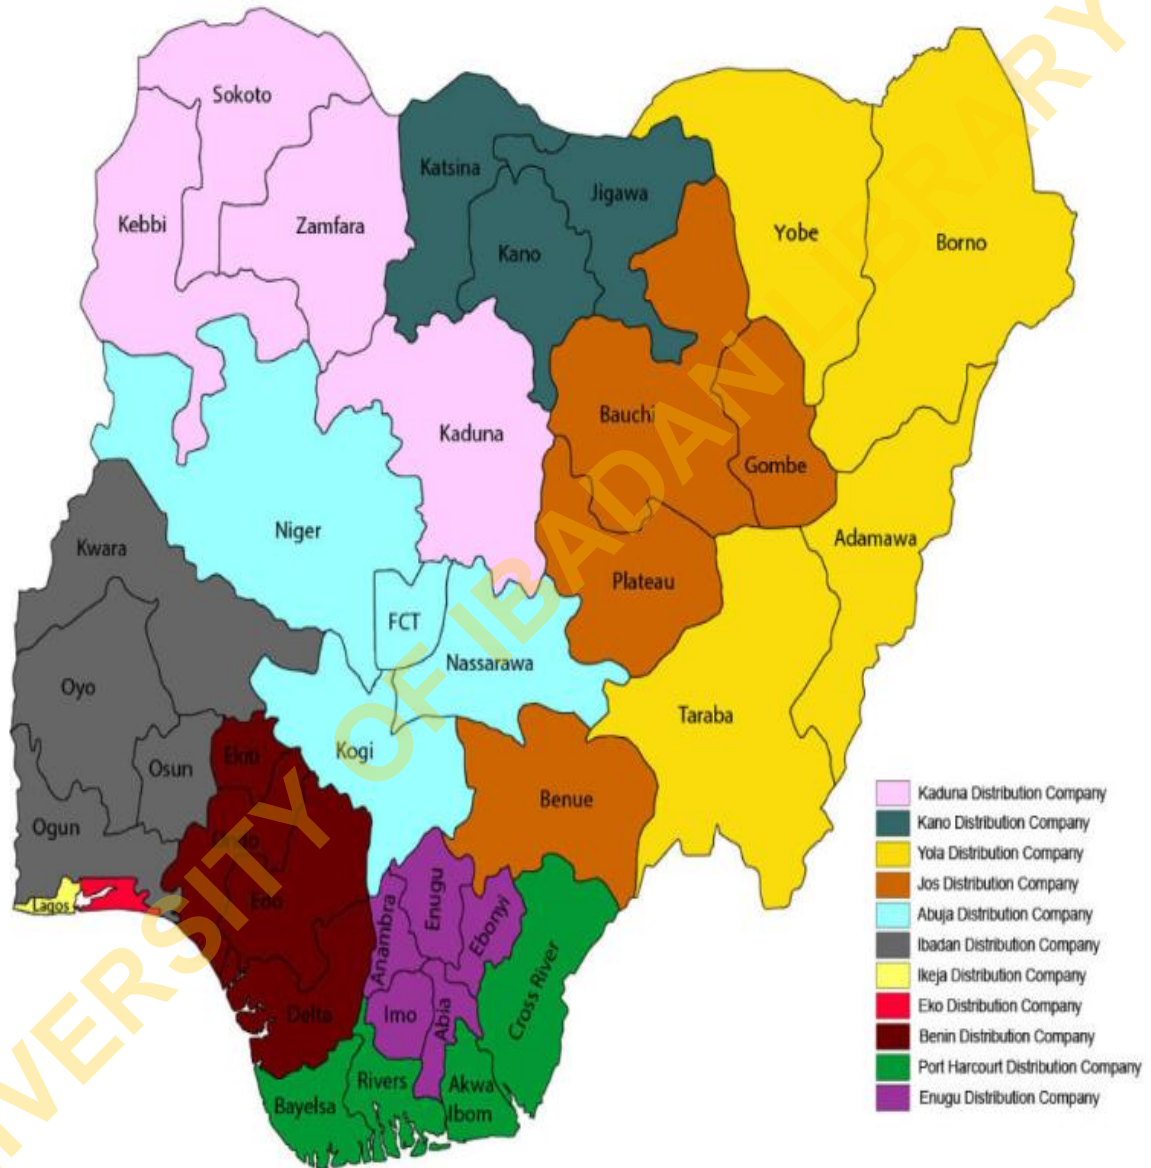 Sokoto
Kebbi
Zamfara
Katsina
Kano
Jigawa
Yobe
Borno
Kaduna
Bauchi
Gombe
Adamawa
Niger
Kwara
FCT
Plateau
Nassarawa
Oyo
Taraba
Kogi
Osun
Ekiti
Benue
Ogun
Ondo
Lagos
Edo
Anambra
Enugu
Ebonyi
Cross River
Delta
Imo
Abia
Rivers
Bayelsa
Akwa
Ibom
Kaduna Distribution Company
Kano Distribution Company
Yola Distribution Company
Jos Distribution Company
Abuja Distribution Company
Ibadan Distribution Company
Ikeja Distribution Company
Eko Distribution Company
Benin Distribution Company
Port Harcourt Distribution Company
Enugu Distribution Company
VERSITY OF IBADAN LIBRARY